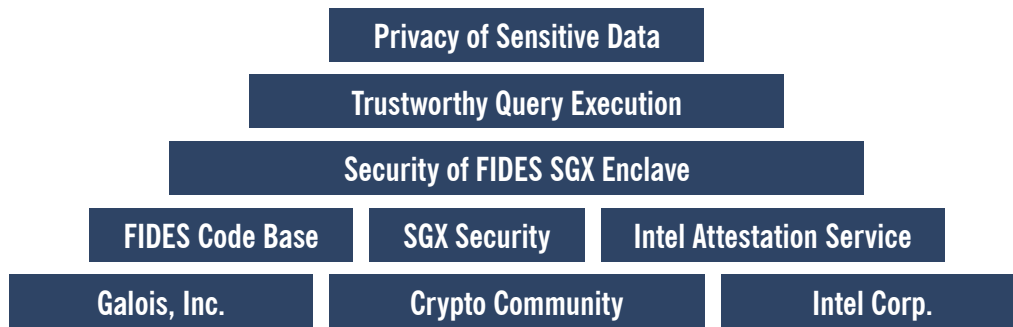 Privacy of Sensitive Data
Trustworthy Query Execution
Security of FIDES SGX Enclave
FIDES Code Base
SGX Security
Intel Attestation Service
Galois, Inc.
Crypto Community
Intel Corp.